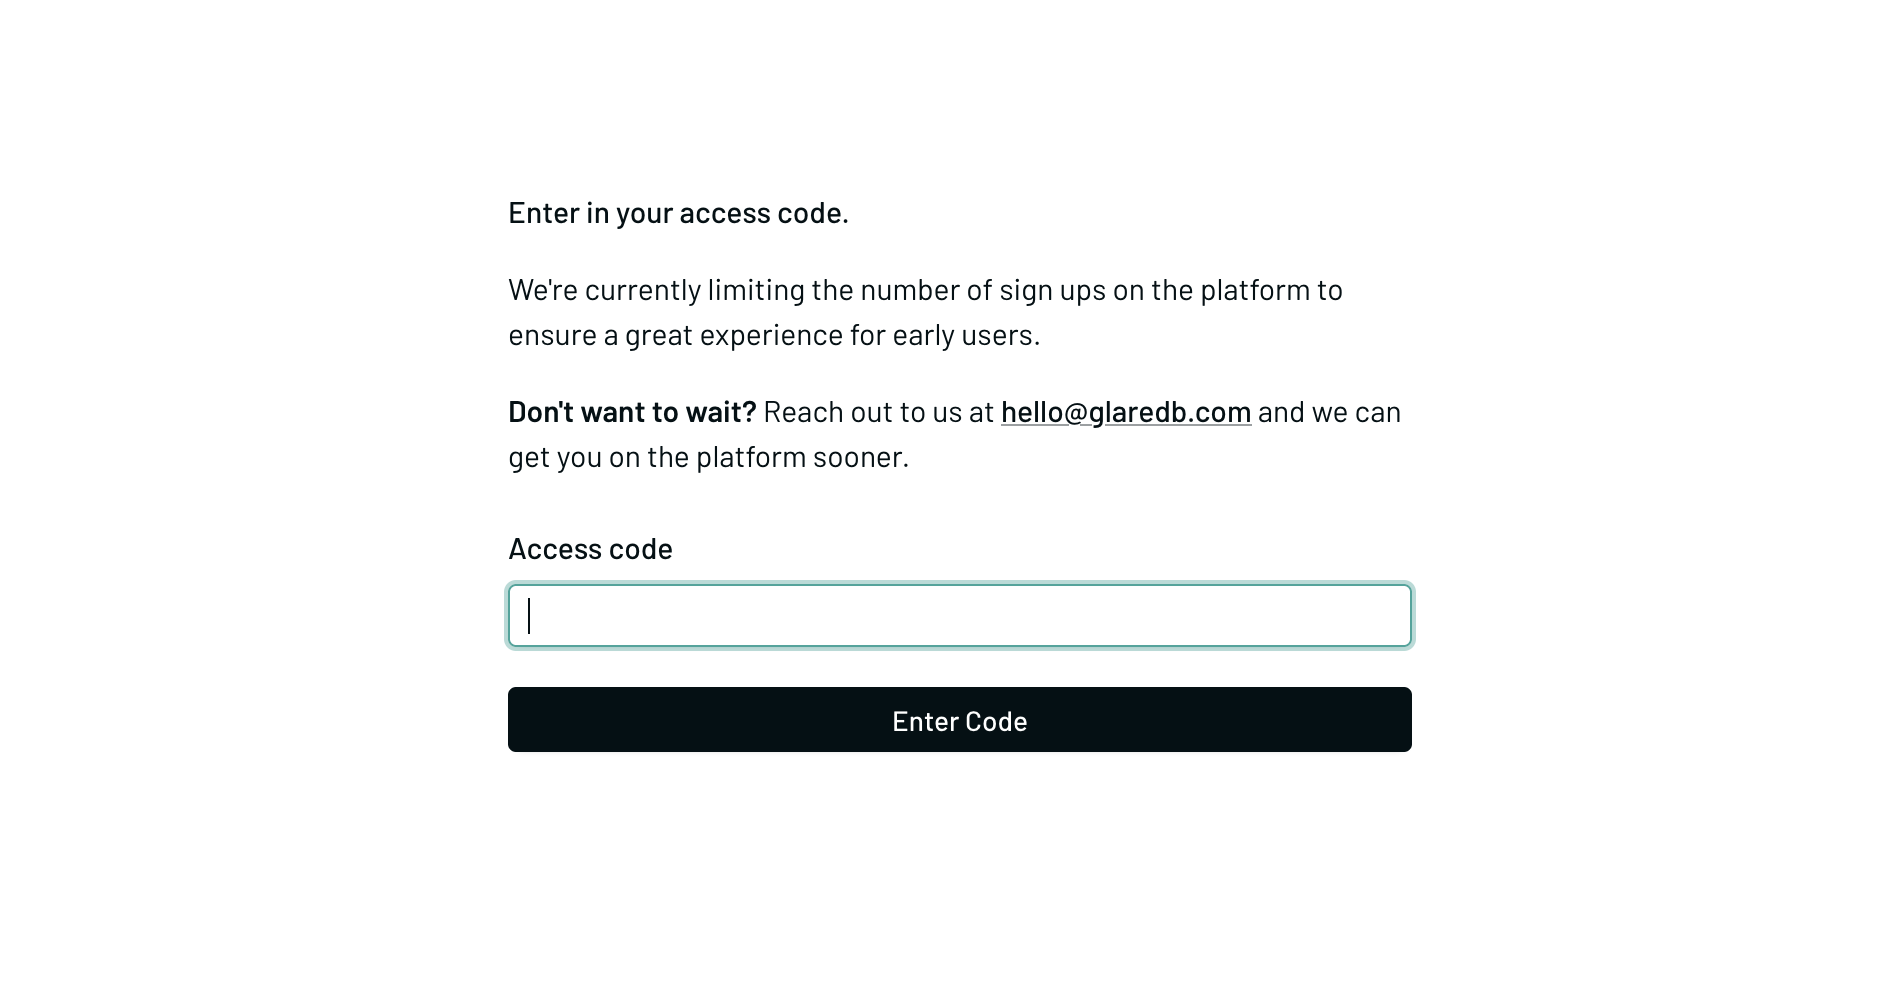 Enter in your access code.
We're currently limiting the number of sign ups on the platform to
ensure a great experience for early users.
Don't want to wait? Reach out to us at hello@glaredb.com and we can
get you on the platform sooner.
Access code
Enter Code